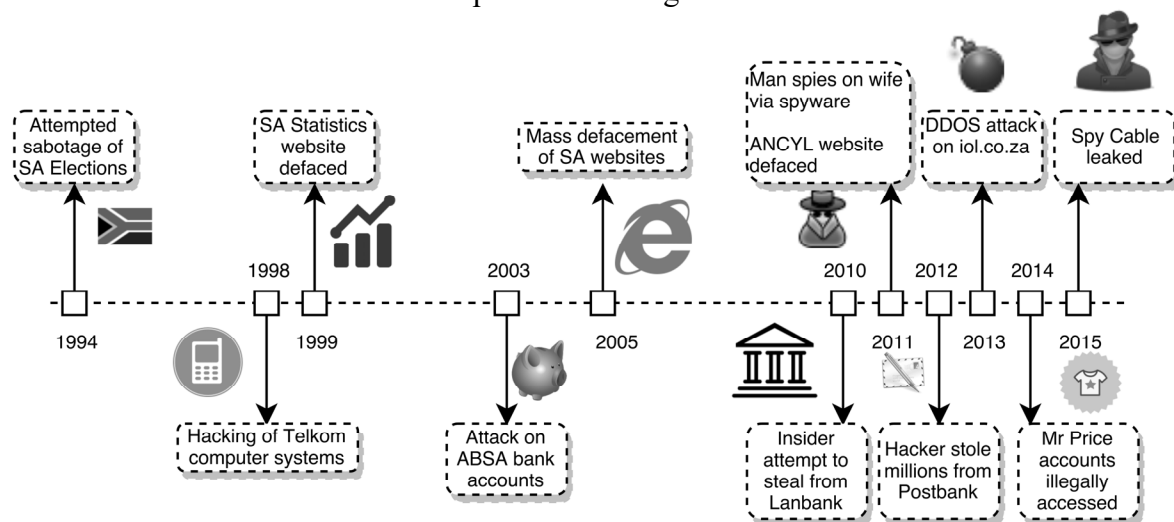 Attempted
sabotage of
SA Elections
SA Statistics
website
defaced
Mass defacement
of SA websites
Man spies on wife
via spyware
ANCYL website
defaced
DDOS attack
on iol.co.za
Spy Cable
leaked
1998
2003
2010
2012
2014
1994
1999
2005
2011
2013
2015
Hacking of Telkom
computer systems
Attack on
ABSA bank
accounts
Insider
attempt to
steal from
Lanbank
Hacker stole
millions from
Postbank
Mr Price
accounts
illegally
accessed